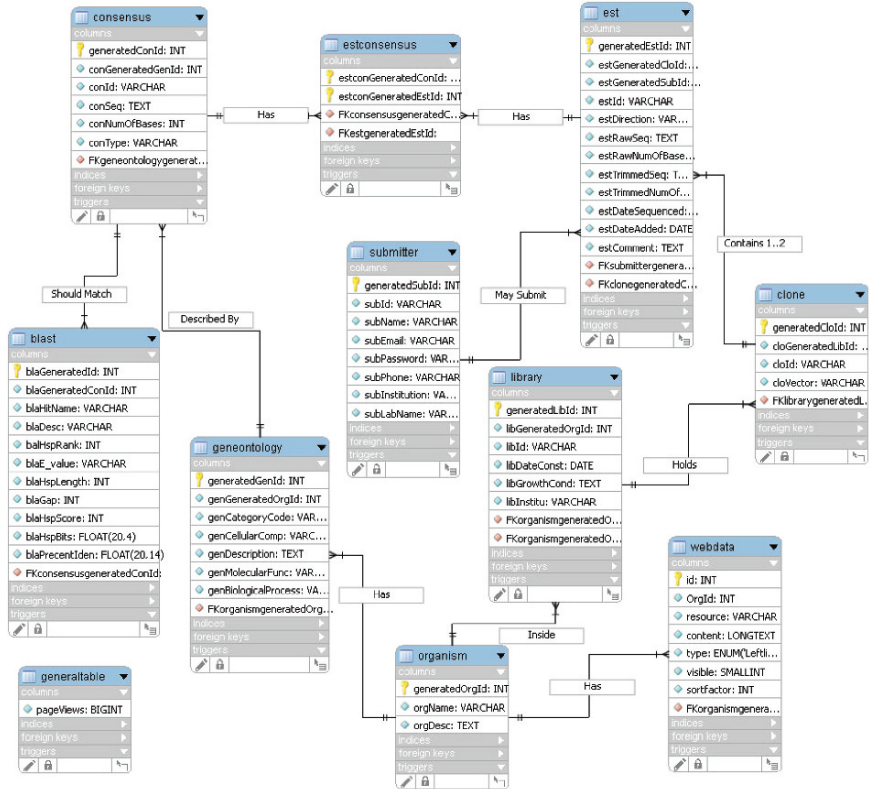 consensus
columns
generatedConId: INT
conGeneratedGenId: INT
conId: VARCHAR
conSeq: TEXT
conNumOfBases: INT
conType: VARCHAR
FKgeneontologygenerat...
indices
foreign keys
triggers
Has
estconsensus
columns
estconGeneratedConId: ...
estconGeneratedEstId: INT
FKconsensusgeneratedC...
FKestgeneratedEstId:
indices
foreign keys
triggers
Has
est
columns
generatedEstId: INT
estGeneratedCloId:...
estGeneratedSubId:...
estId: VARCHAR
estDirection: VAR...
estRawSeq: TEXT
estRawNumOfBase...
estTrimmedSeq: T...
estTrimmedNumOf...
estDateSequenced:...
estDateAdded: DATE
estComment: TEXT
FKsubmittergenera...
FKclonegeneratedC...
indices
foreign keys
triggers
Contains 1..2
Should Match
Described By
submitter
columns
generatedSubId: INT
subId: VARCHAR
subName: VARCHAR
subEmail: VARCHAR
subPassword: VAR...
subPhone: VARCHAR
subInstitution: VA...
subLabName: VAR...
indices
foreign keys
triggers
May Submit
clone
columns
generatedCloId: INT
cloGeneratedLibId: ...
cloId: VARCHAR
cloVector: VARCHAR
FKlibrarygeneratedL...
indices
foreign keys
triggers
blast
columns
blaGeneratedId: INT
blaGeneratedConId: INT
blaHitName: VARCHAR
blaDesc: VARCHAR
balHspRank: INT
blaE_value: VARCHAR
blaHspLength: INT
blaGap: INT
blaHspScore: INT
blaHspBits: FLOAT(20,4)
blaPrecentIden: FLOAT(20,14)
FKconsensusgeneratedConId:
indices
foreign keys
triggers
library
columns
generatedLibId: INT
libGeneratedOrgId: INT
libId: VARCHAR
libDateConst: DATE
libGrowthCond: TEXT
libInstitu: VARCHAR
FKorganismgeneratedO...
FKorganismgeneratedO...
indices
foreign keys
triggers
Holds
geneontology
columns
generatedGenId: INT
genGeneratedOrgId: INT
genCatogoryCode: VAR...
genCellularComp: VARC...
genDescription: TEXT
genMolecularFunc: VAR...
genBiologicalProcess: VA...
FKorganismgeneratedOrg...
indices
foreign keys
triggers
Has
Inside
webdata
columns
id: INT
OrgId: INT
resource: VARCHAR
content: LONGTEXT
type: ENUM('Leftli...
visible: SMALLINT
sortfactor: INT
FKorganismgenera...
indices
foreign keys
triggers
organism
columns
generatedOrgId: INT
orgName: VARCHAR
orgDesc: TEXT
indices
foreign keys
triggers
Has
generaltable
columns
pageViews: BIGINT
indices
foreign keys
triggers